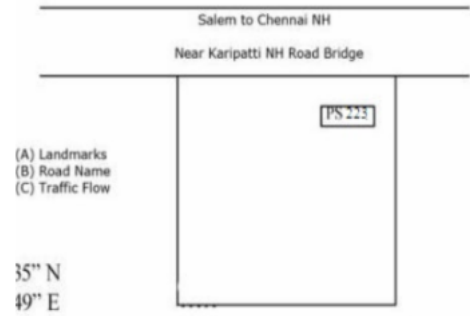 Salem to Chennai NH
Near Karipatti NH Road Bridge
PS 223
(A) Landmarks
(B) Road Name
(C) Traffic Flow
35” N
49” E